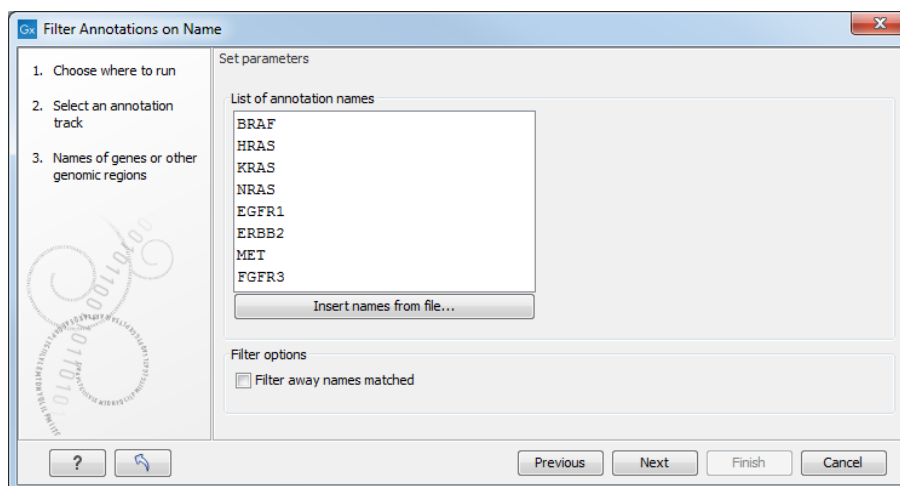 Gx Filter Annotations on Name
1. Choose where to run
2. Select an annotation
track
3. Names of genes or other
genomic regions
Set parameters
List of annotation names
BRAF
HRAS
KRAS
NRAS
EGFR1
ERBB2
MET
FGFR3
Insert names from file...
Filter options
Filter away names matched
?
Previous
Next
Finish
Cancel